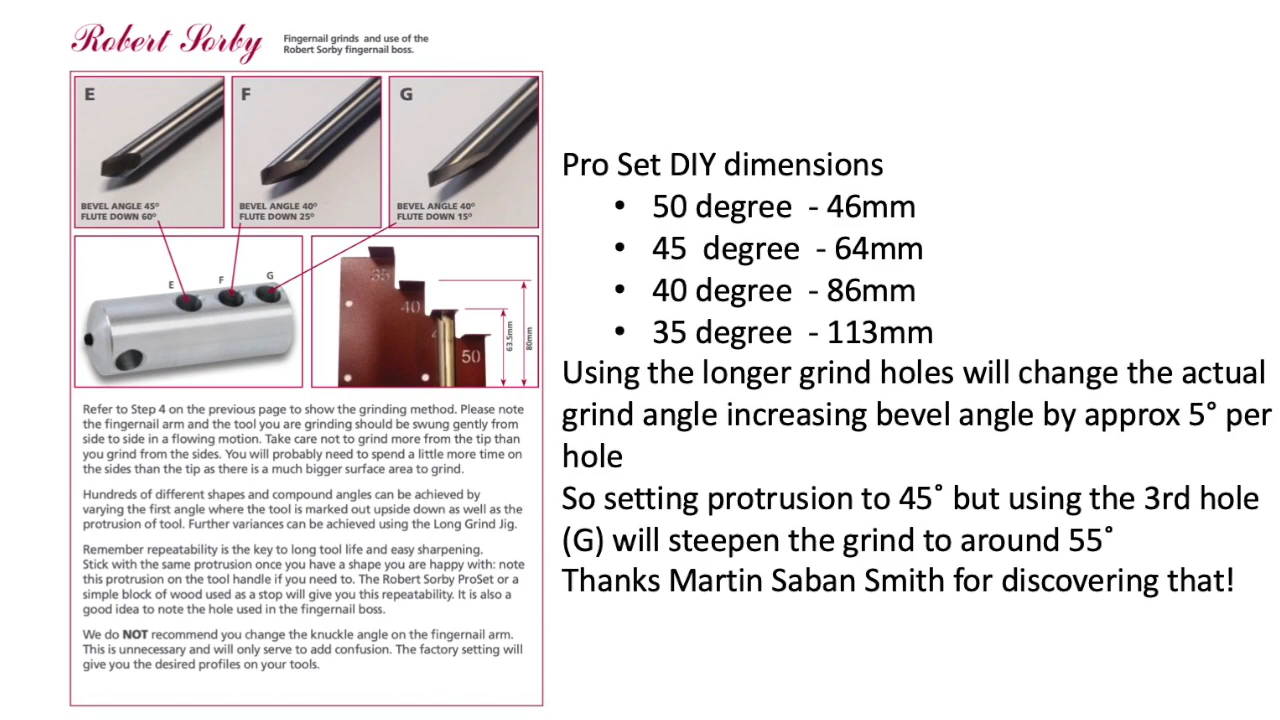 Robert Sorby
Fingernail grinds and use of the
Robert Sorby fingernail boss.
E
BEVEL ANGLE 45º
FLUTE DOWN 60º
F
BEVEL ANGLE 40º
FLUTE DOWN 25º
G
BEVEL ANGLE 40º
FLUTE DOWN 15º
E
F
G
35
40
50
63.5mm
80mm
Refer to Step 4 on the previous page to show the grinding method. Please note
the fingernail arm and the tool you are grinding should be swung gently from
side to side in a flowing motion. Take care not to grind more from the tip than
you grind from the sides. You will probably need to spend a little more time on
the sides than the tip as there is a much bigger surface area to grind.
Hundreds of different shapes and compound angles can be achieved by
varying the first angle where the tool is marked out upside down as well as the
protrusion of tool. Further variances can be achieved using the Long Grind Jig.
Remember repeatability is the key to long tool life and easy sharpening.
Stick with the same protrusion once you have a shape you are happy with: note
this protrusion on the tool handle if you need to. The Robert Sorby ProSet or a
simple block of wood used as a stop will give you this repeatability. It is also a
good idea to note the hole used in the fingernail boss.
We do NOT recommend you change the knuckle angle on the fingernail arm.
This is unnecessary and will only serve to add confusion. The factory setting will
give you the desired profiles on your tools.
Pro Set DIY dimensions
• 50 degree - 46mm
• 45 degree - 64mm
• 40 degree - 86mm
• 35 degree - 113mm
Using the longer grind holes will change the actual
grind angle increasing bevel angle by approx 5˚ per
hole
So setting protrusion to 45˚ but using the 3rd hole
(G) will steepen the grind to around 55˚
Thanks Martin Saban Smith for discovering that!